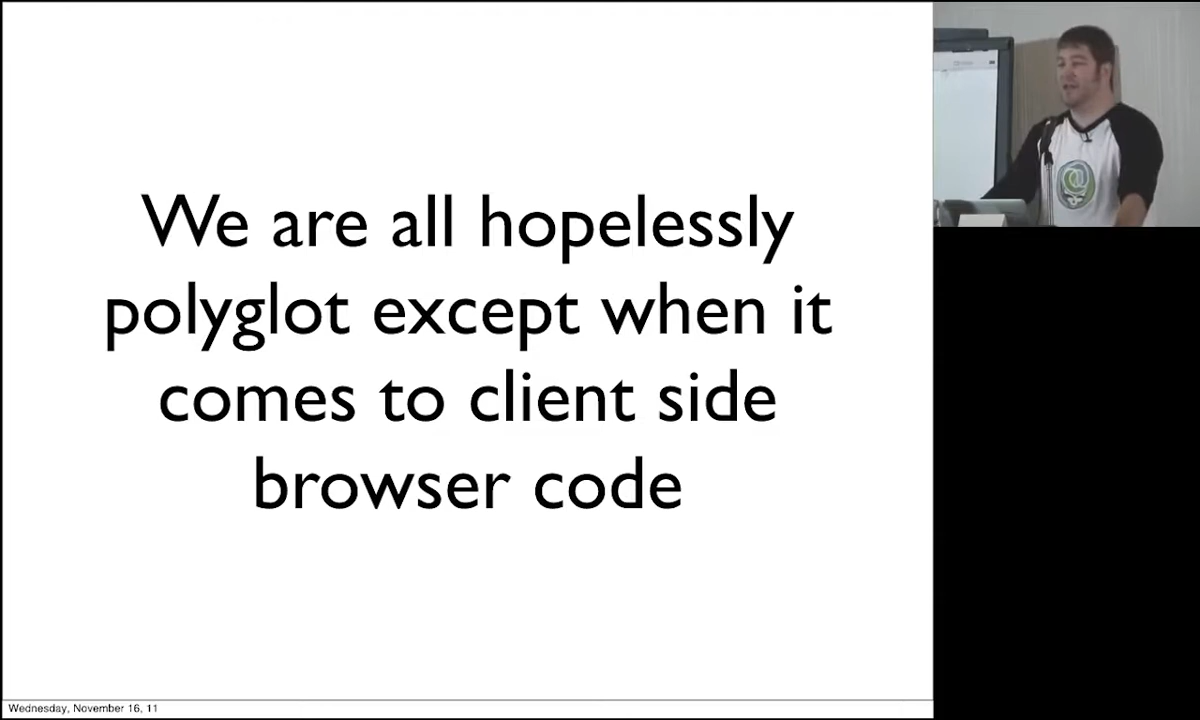 We are all hopelessly
polyglot except when it
comes to client side
browser code
Wednesday, November 16, 11